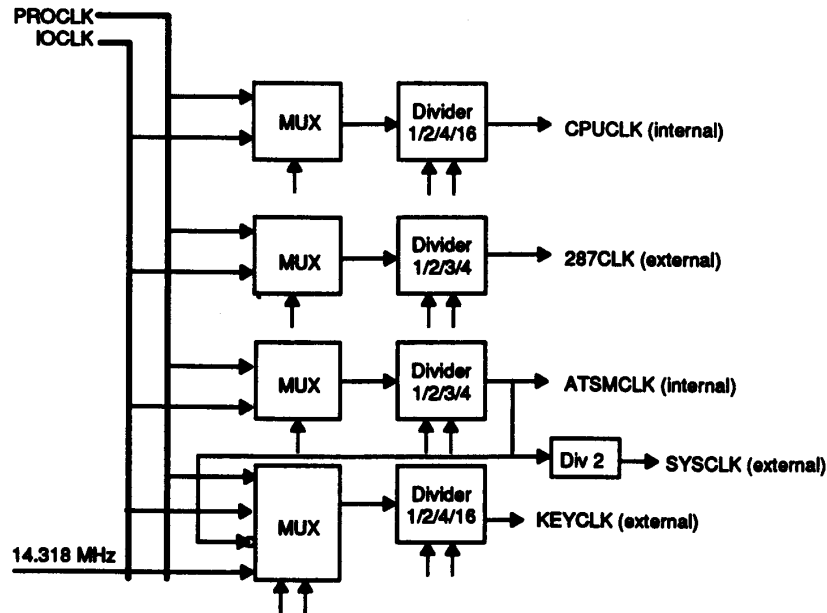 PROCLK
IOCLK
MUX
Divider
1/2/4/16
CPUCLK (internal)
MUX
Divider
1/2/3/4
287CLK (external)
MUX
Divider
1/2/3/4
ATSMCLK (internal)
Div 2
SYSCLK (external)
MUX
Divider
1/2/4/16
KEYCLK (external)
14.318 MHz